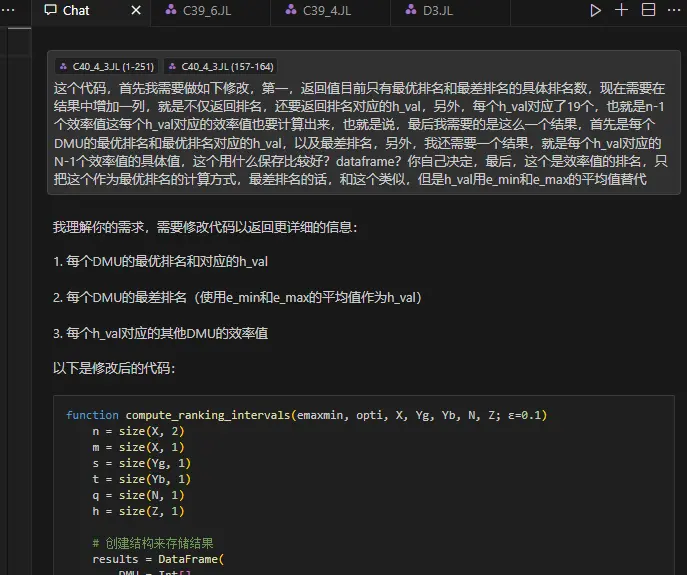 Chat
C39_6.JL
C39_4.JL
D3.JL
C40_4_3.JL (1-251)
C40_4_3.JL (157-164)
这个代码，首先我需要做如下修改，第一，返回值目前只有最优排名和最差排名的具体排名数，现在需要在
结果中增加一列，就是不仅返回排名，还要返回排名对应的h_val，另外，每个h_val对应了19个，也就是n-1
个效率值这每个h_val对应的效率值也要计算出来，也就是说，最后我需要的是这么一个结果，首先是每个
DMU的最优排名和最优排名对应的h_val，以及最差排名，另外，我还需要一个结果，就是每个h_val对应的
N-1个效率值的具体值，这个用什么保存比较好？dataframe？你自己决定，最后，这个是效率值的排名，只
把这个作为最优排名的计算方式，最差排名的话，和这个类似，但是h_val用e_min和e_max的平均值替代
我理解你的需求，需要修改代码以返回更详细的信息：
1. 每个DMU的最优排名和对应的h_val
2. 每个DMU的最差排名（使用e_min和e_max的平均值作为h_val）
3. 每个h_val对应的其他DMU的效率值
以下是修改后的代码：
function compute_ranking_intervals(emaxmin, opti, X, Yg, Yb, N, Z; ε=0.1)
n = size(X, 2)
m = size(X, 1)
s = size(Yg, 1)
t = size(Yb, 1)
q = size(N, 1)
h = size(Z, 1)
# 创建结构来存储结果
results = DataFrame(
DMU = Int[]